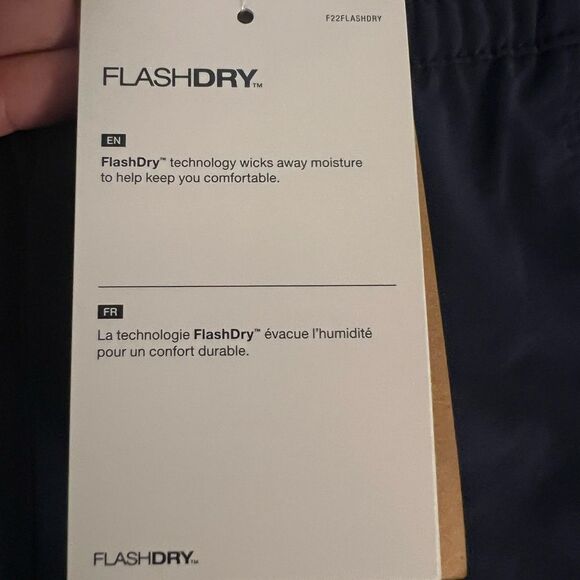 F22FLASHDRY
FLASHDRY™
EN
FlashDry™ technology wicks away moisture
to help keep you comfortable.
FR
La technologie FlashDry™ évacue l'humidité
pour un confort durable.
FLASHDRY™